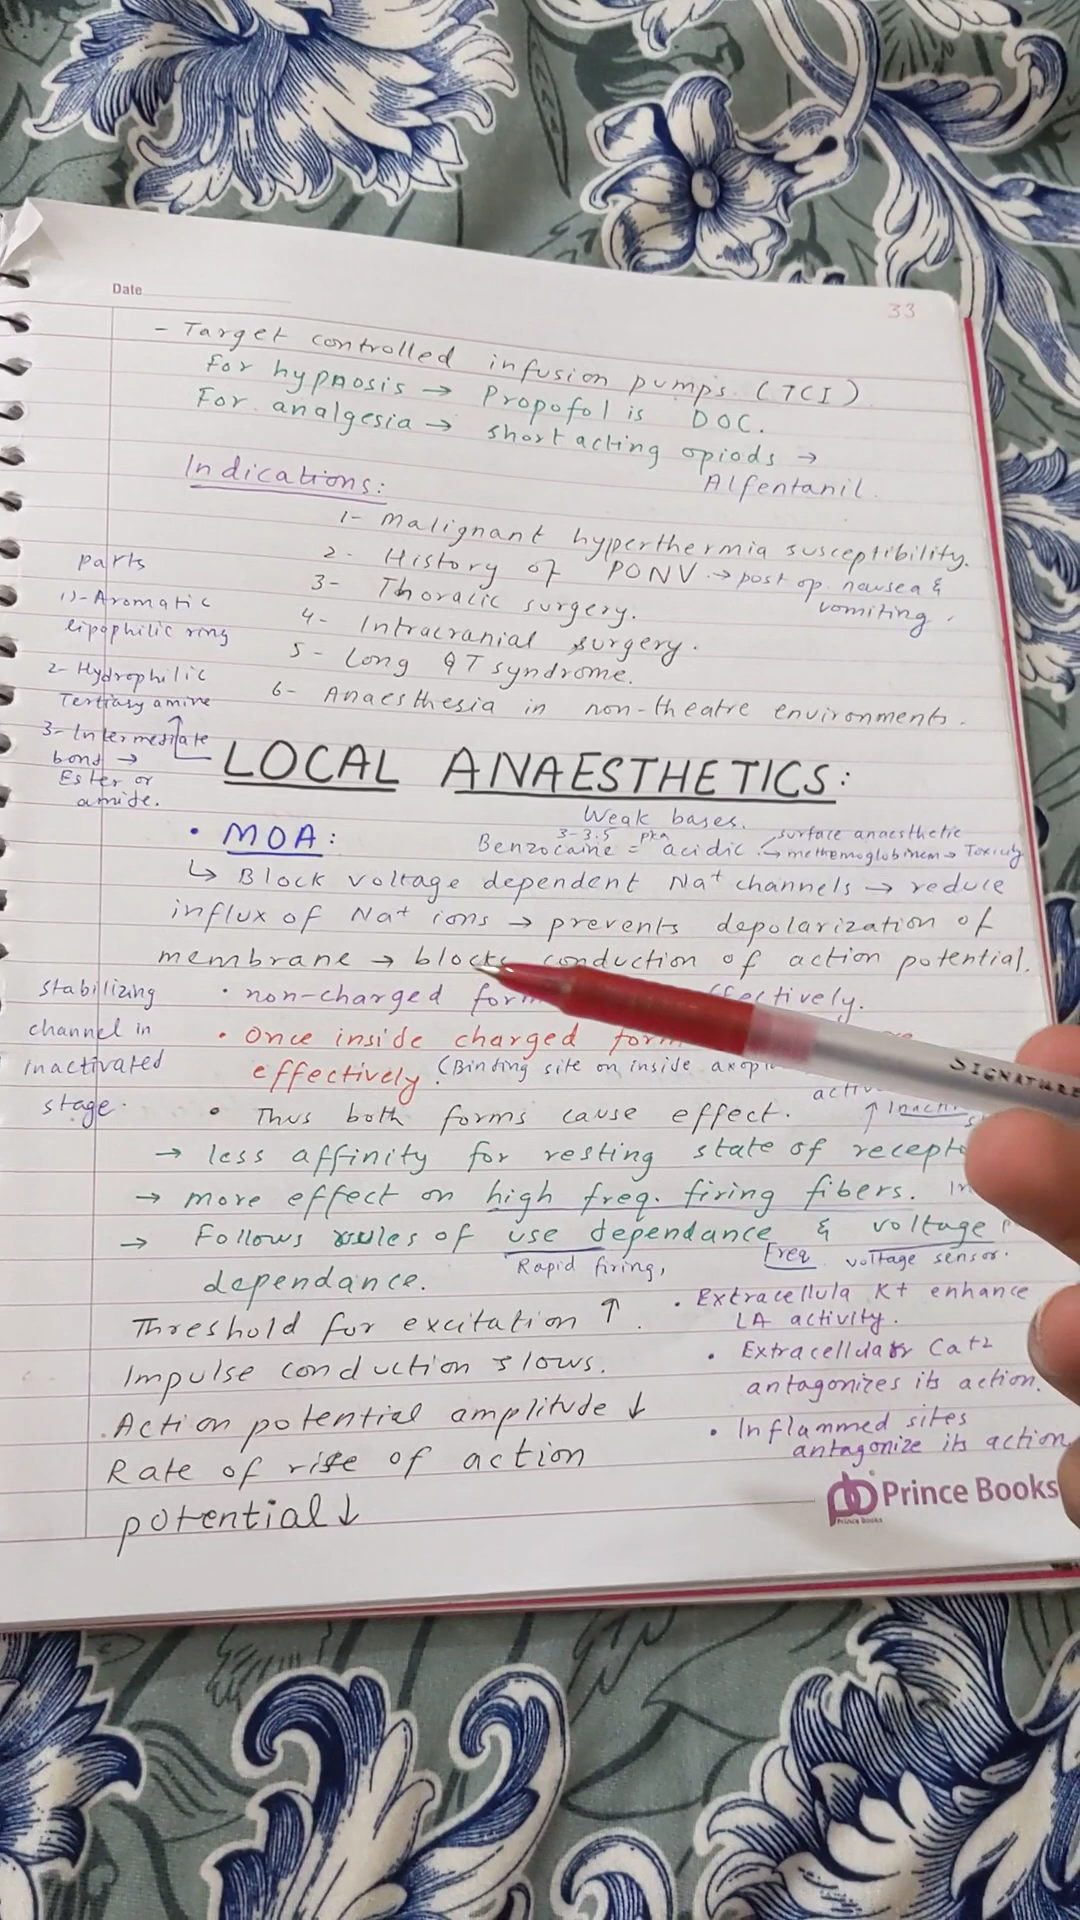 Date
33
- Target controlled infusion pumps (TCI)
For hypnosis → Propofol is DOC.
For analgesia → short acting opiods →
Alfentanil.
Indications:
1- Malignant hyperthermia susceptibility.
2- History of PONV → post op. nausea &
vomiting.
3- Thoracic surgery.
4- Intracranial surgery.
5- Long QT syndrome.
6- Anaesthesia in non-theatre environments.
parts
1)-Aromatic
lipophilic ring
2- Hydrophilic
Tertiary amine
3- Intermediate
bond →
Ester or
amide.
LOCAL ANAESTHETICS:
Weak bases.
• MOA:
3-3.5 pka
Benzocaine = acidic → surface anaesthetic
→ methemoglobinem → Toxicity
↳ Block voltage dependent Na+ channels → reduce
influx of Na+ ions → prevents depolarization of
membrane → blocks conduction of action potential.
stabilizing
channel in
inactivated
stage.
• non-charged
• Once inside charged
effectively. (Binding site on inside
• Thus both forms cause effect.
→ less affinity for resting state of
→ more effect on high freq. firing fibers.
→ Follows rules of use dependance & voltage
dependance.
Rapid firing, Freq voltage sensor.
Threshold for excitation ↑.
Impulse conduction slows.
Action potential amplitude ↓
Rate of rise of action
potential ↓
• Extracellula K+ enhance
LA activity.
• Extracellular Ca+2
antagonizes its action.
• Inflammed sites
antagonize its action
pb Prince Books
Prince Books
SIGNATURE